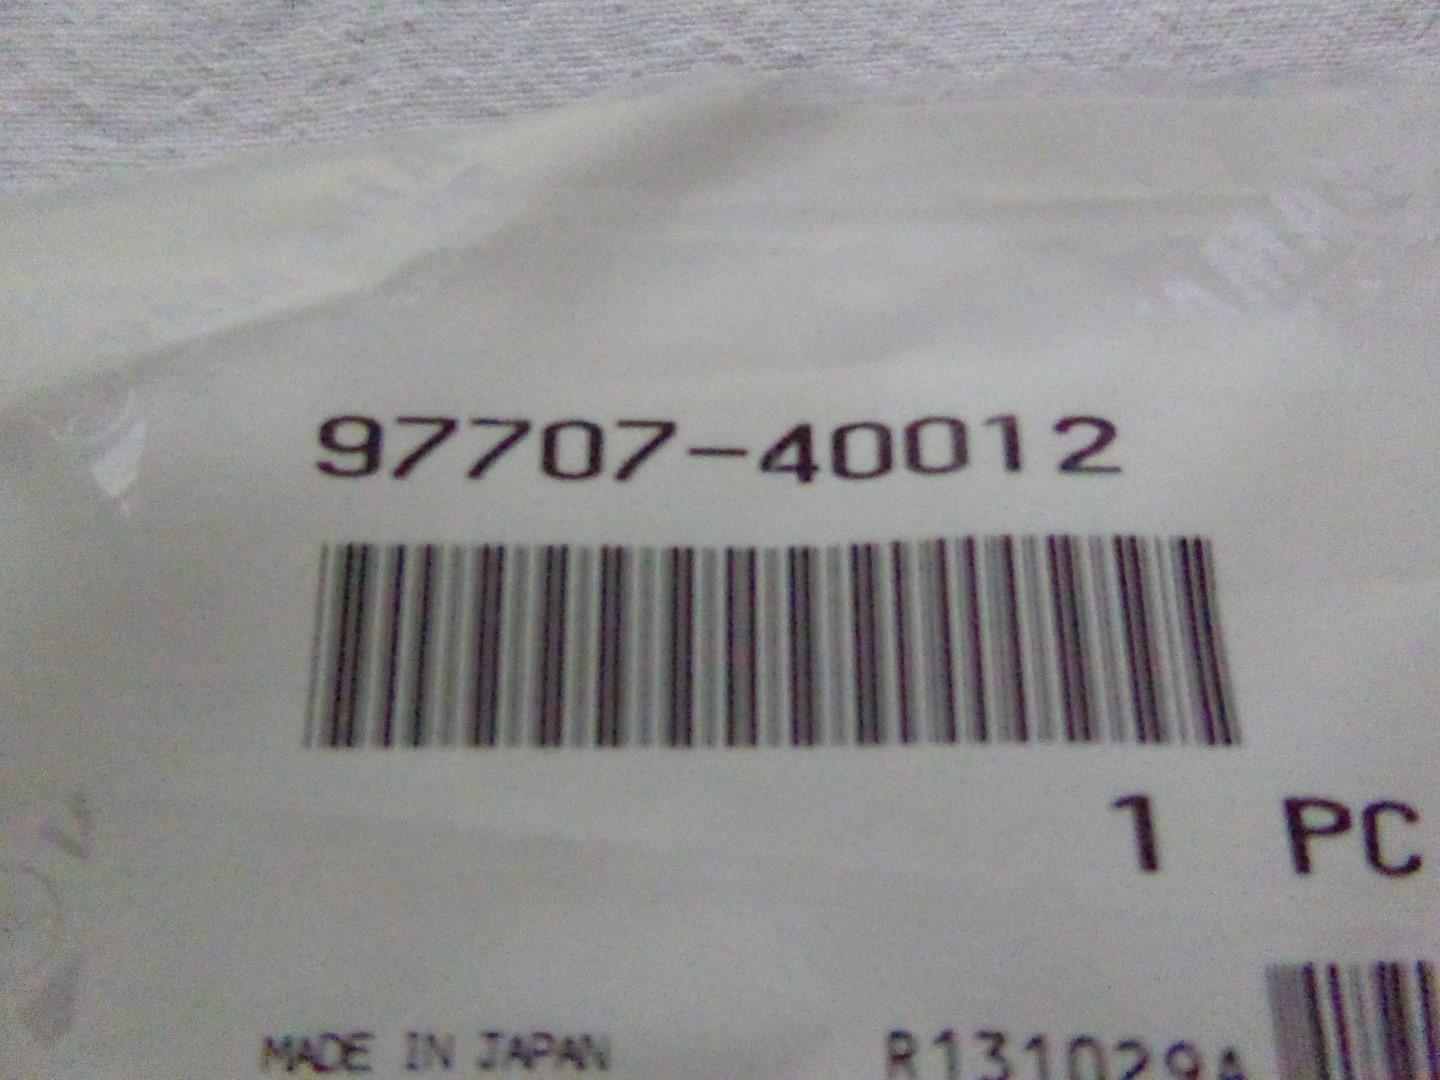 97707-40012
1 PC
MADE IN JAPAN
R131029A